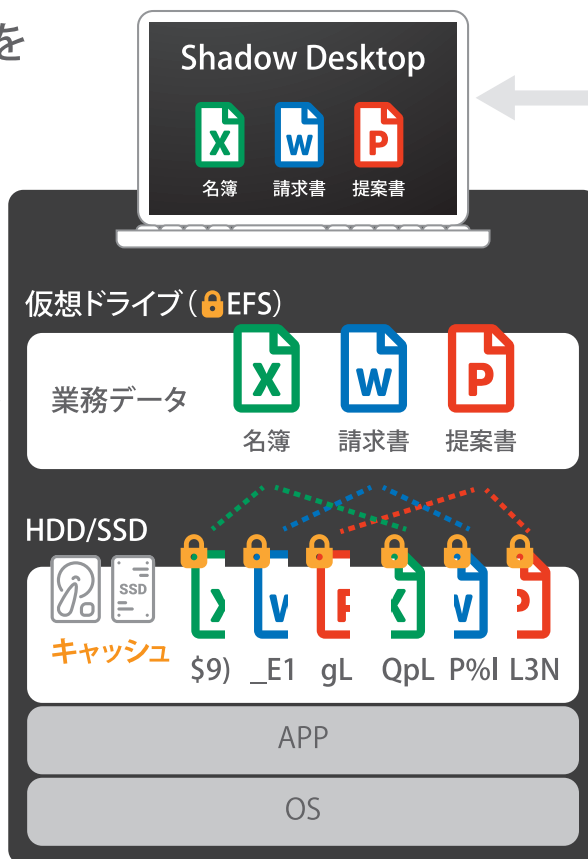 を
Shadow Desktop
X W P
名簿 請求書 提案書
仮想ドライブ(EFS)
業務データ
X W P
名簿 請求書 提案書
HDD/SSD
SSD
キャッシュ
X W P X W P
$9) _E1 gL QpL P%l L3N
APP
OS